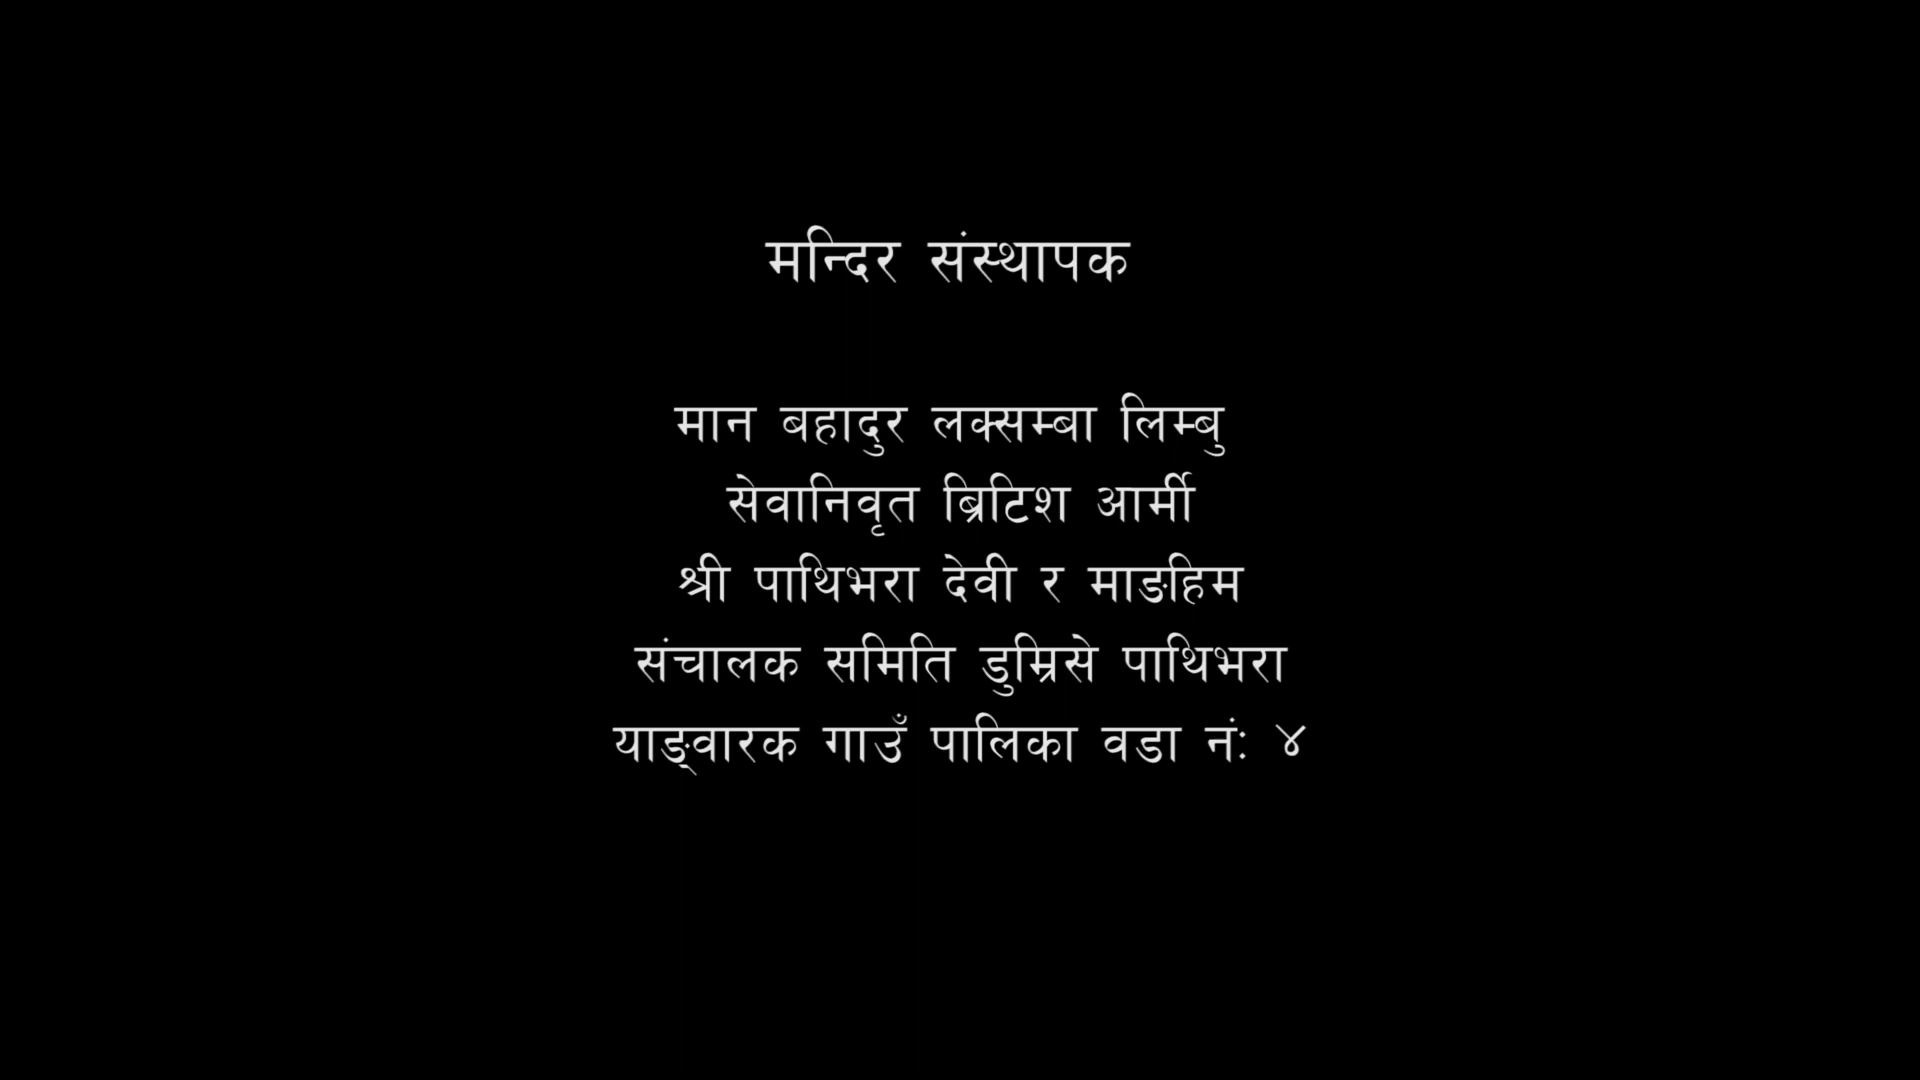 मन्दिर संस्थापक
मान बहादुर लक्सम्बा लिम्बु
सेवानिवृत ब्रिटिश आर्मी
श्री पाथिभरा देवी र माङहिम
संचालक समिति डुम्रिसे पाथिभरा
याङ्वारक गाउँ पालिका वडा नंः ४